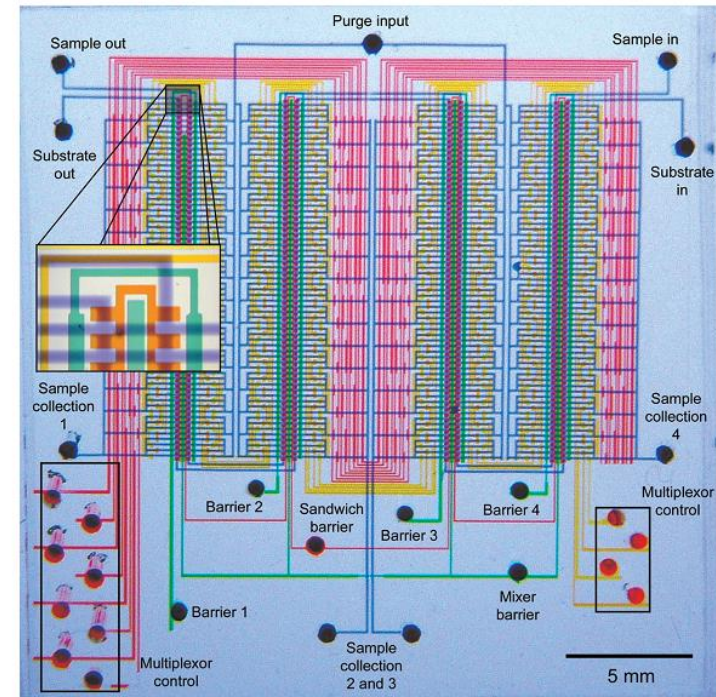 Purge input
Sample out
Sample in
Substrate
out
Substrate
in
Sample
collection
1
Sample
collection
4
Multiplexor
control
Barrier 2
Sandwich
barrier
Barrier 3
Barrier 4
Barrier 1
Mixer
barrier
Multiplexor
control
Sample
collection
2 and 3
5 mm